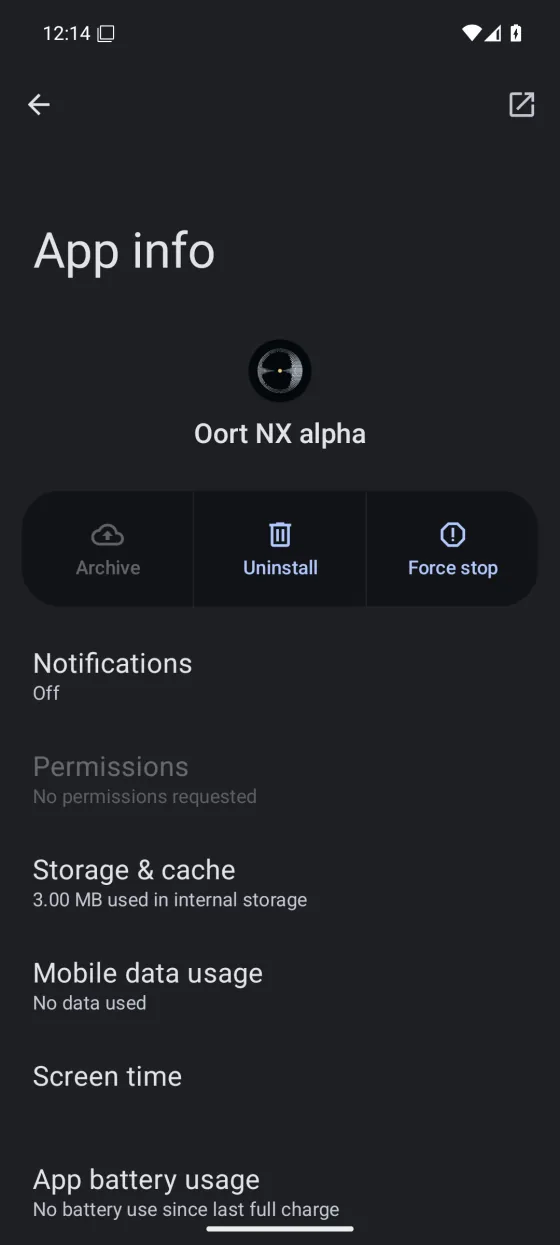 12:14
App info
Oort NX alpha
Archive
Uninstall
Force stop
Notifications
Off
Permissions
No permissions requested
Storage & cache
3.00 MB used in internal storage
Mobile data usage
No data used
Screen time
App battery usage
No battery use since last full charge